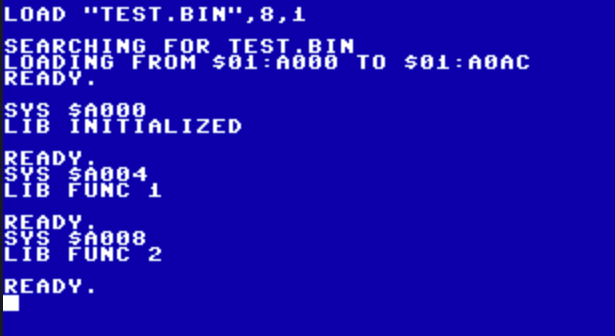 LOAD "TEST.BIN",8,1
SEARCHING FOR TEST.BIN
LOADING FROM $01:A000 TO $01:A0AC
READY.
SYS $A000
LIB INITIALIZED
READY.
SYS $A004
LIB FUNC 1
READY.
SYS $A008
LIB FUNC 2
READY.